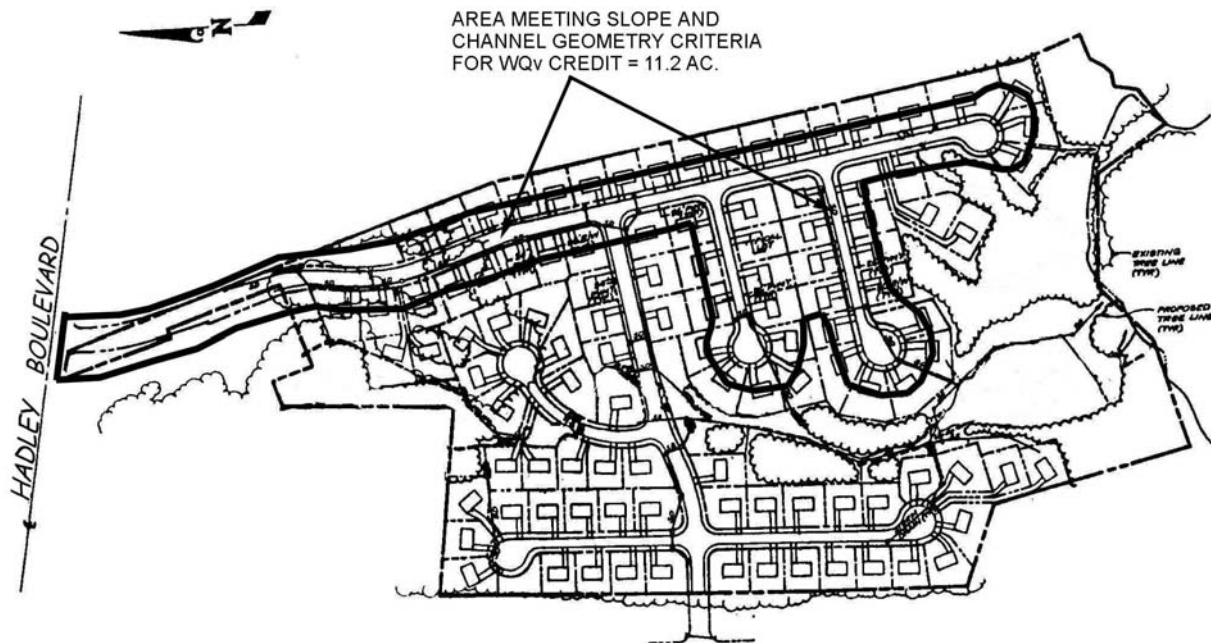 N
AREA MEETING SLOPE AND
CHANNEL GEOMETRY CRITERIA
FOR WQv CREDIT = 11.2 AC.
HADLEY BOULEVARD
EXISTING
TREE LINE
(TYP.)
PROPOSED
TREE LINE
(TYP.)